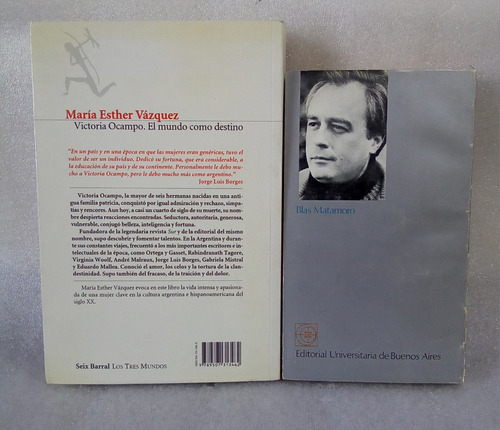 María Esther Vázquez
Victoria Ocampo. El mundo como destino
"En un país y en una época en que las mujeres eran genéricas, tuvo el
valor de ser un individuo. Dedicó su fortuna, que era considerable, a
la educación de su país y de su continente. Personalmente le debo mu-
cho a Victoria Ocampo, pero le debo mucho más como argentino."
Jorge Luis Borges
Victoria Ocampo, la mayor de seis hermanas nacidas en una anti-
gua familia patricia, conquistó por igual admiración y rechazo, simpa-
tías y rencores. Aun hoy, a casi un cuarto de siglo de su muerte, su nom-
bre despierta reacciones encontradas. Seductora, autoritaria, generosa,
vulnerable, conjugó belleza, inteligencia y fortuna.
Fundadora de la legendaria revista Sur y de la editorial del mismo
nombre, supo descubrir y fomentar talentos. En la Argentina y duran-
te sus constantes viajes, frecuentó a los más importantes escritores e in-
telectuales de la época, como Ortega y Gasset, Rabindranath Tagore,
Virginia Woolf, André Malraux, Jorge Luis Borges, Gabriela Mistral
y Eduardo Mallea. Conoció el amor, los celos y la tortura de la clan-
destinidad. Supo también del fracaso, de la traición y del dolor.
María Esther Vázquez evoca en este libro la vida intensa y apasiona-
da de una mujer clave en la cultura argentina e hispanoamericana del
siglo XX.
Seix Barral Los Tres Mundos
9 789507 313462
Blas Matamoro
Editorial Universitaria de Buenos Aires